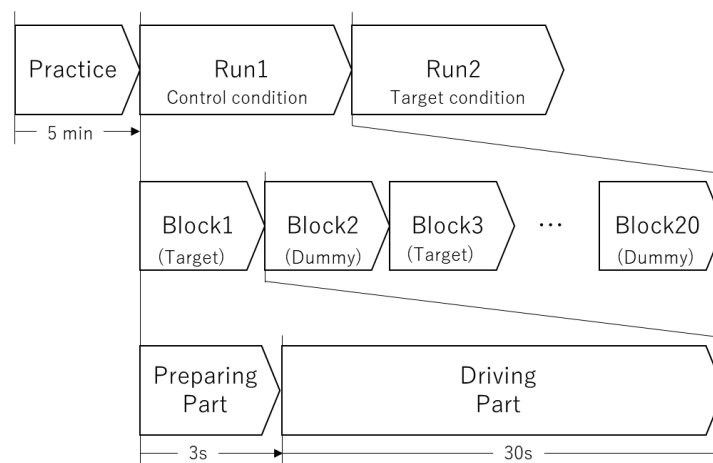 Practice
Run1
Control condition
Run2
Target condition
5 min
Block1
(Target)
Block2
(Dummy)
Block3
(Target)
…
Block20
(Dummy)
Preparing
Part
Driving
Part
3s
30s